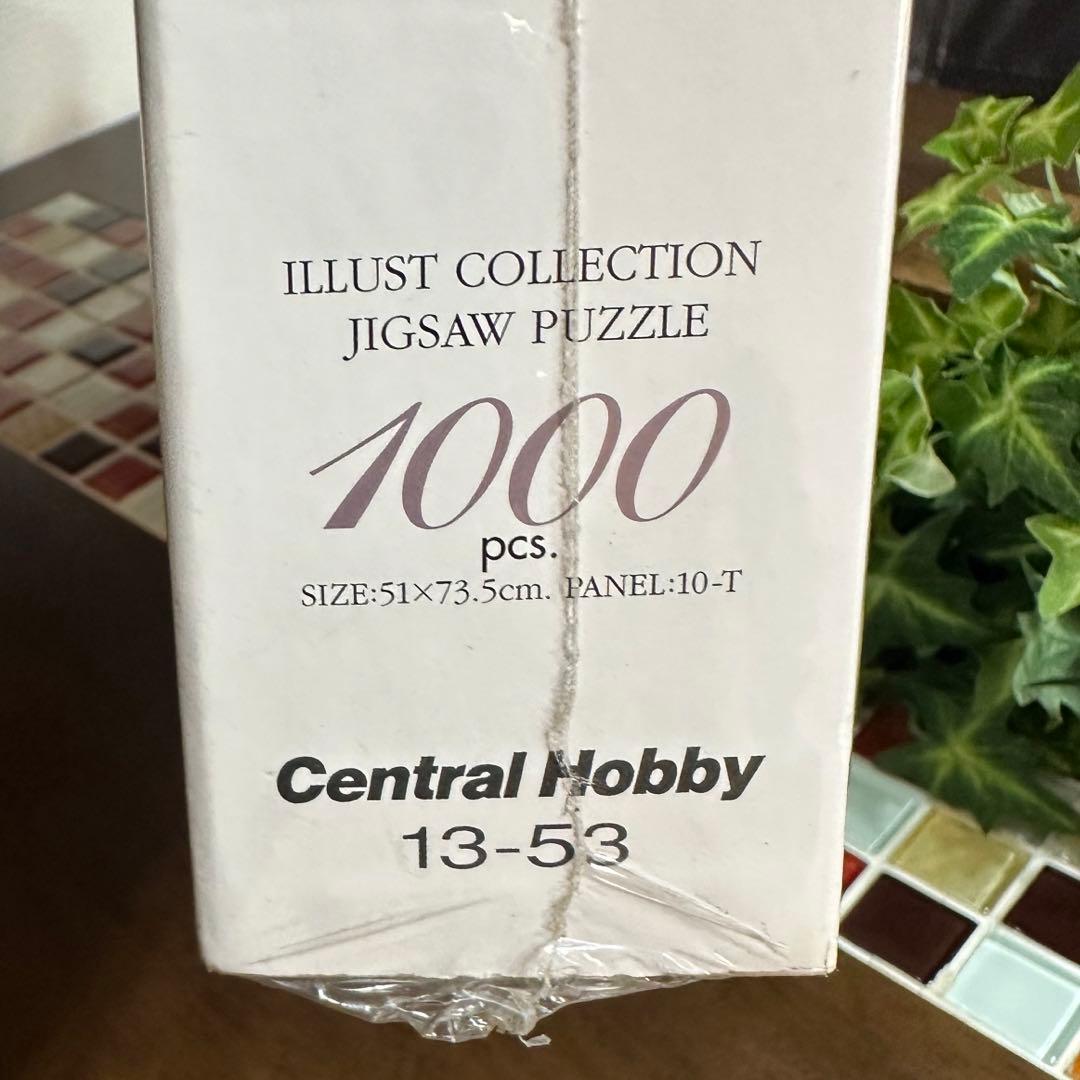 ILLUST COLLECTION
JIGSAW PUZZLE
1000
pcs.
SIZE:51×73.5cm. PANEL:10-T
Central Hobby
13-53